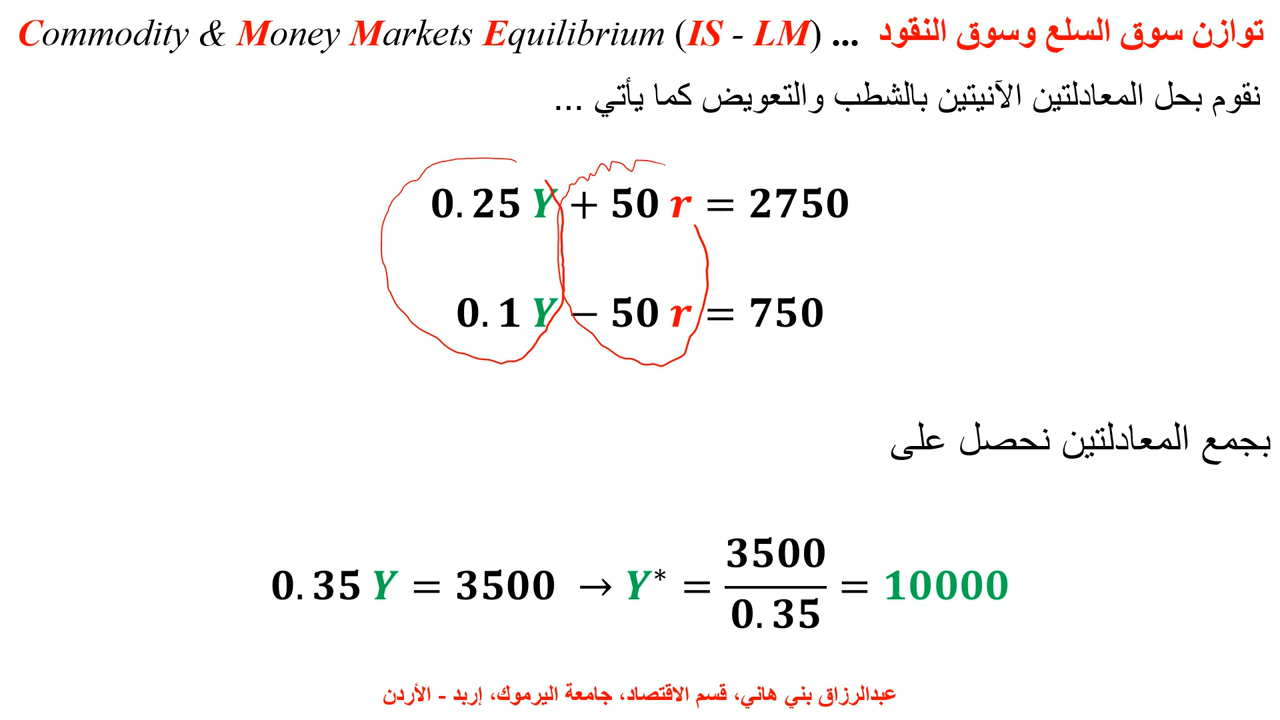 Commodity & Money Markets Equilibrium (IS - LM) ... توازن سوق السلع وسوق النقود
نقوم بحل المعادلتين الآنيتين بالشطب والتعويض كما يأتي ...
0.25 Y + 50 r = 2750
0.1 Y − 50 r = 750
بجمع المعادلتين نحصل على
0.35 Y = 3500 → Y* = 3500 / 0.35 = 10000
عبدالرزاق بني هاني، قسم الاقتصاد، جامعة اليرموك، إربد - الأردن